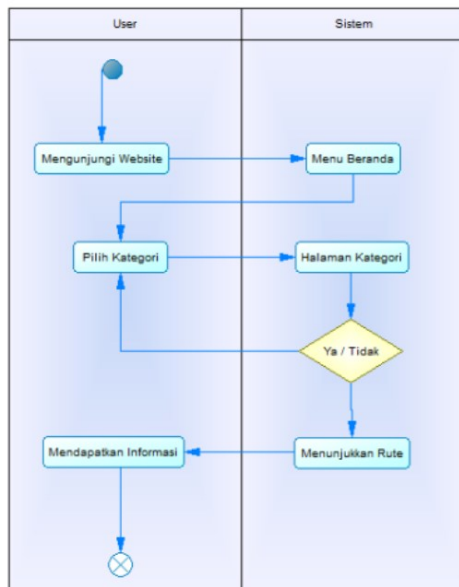 User
Sistem
Mengunjungi Website
Menu Beranda
Pilih Kategori
Halaman Kategori
Ya / Tidak
Mendapatkan Informasi
Menunjukkan Rute